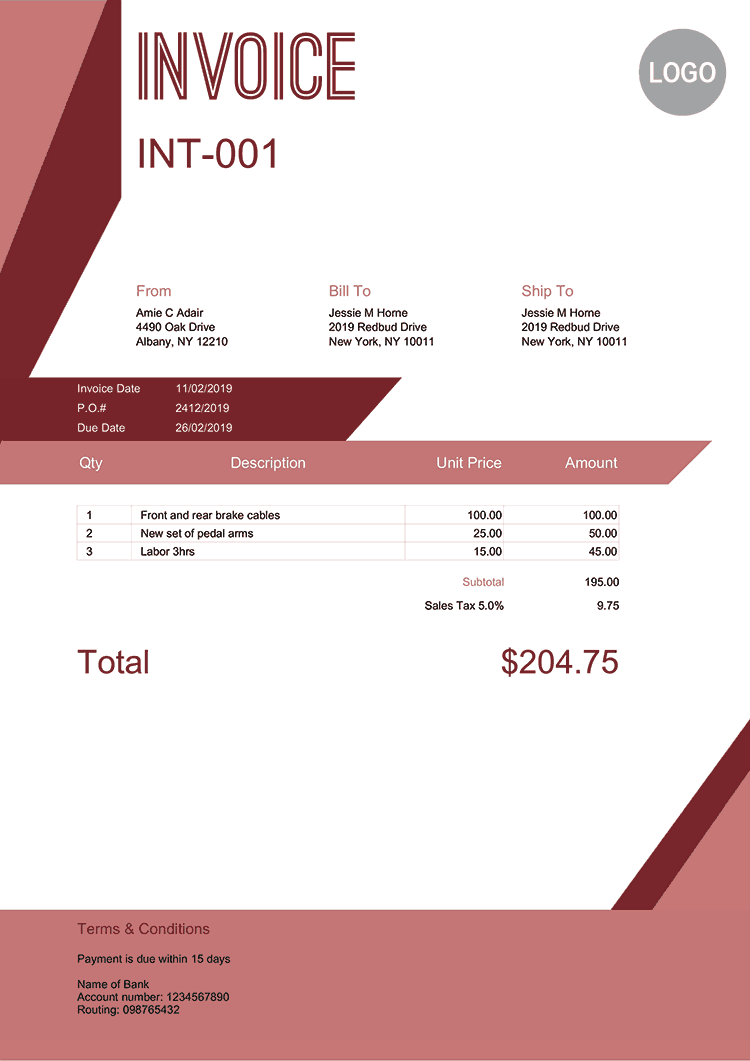 INVOICE
LOGO
INT-001
From Bill To Ship To
Amie C Adair Jessie M Horne Jessie M Horne
4490 Oak Drive 2019 Redbud Drive 2019 Redbud Drive
Albany, NY 12210 New York, NY 10011 New York, NY 10011
Invoice Date 11/02/2019
P.O.# 2412/2019
Due Date 26/02/2019
Qty Description Unit Price Amount
1 Front and rear brake cables 100.00 100.00
2 New set of pedal arms 25.00 50.00
3 Labor 3hrs 15.00 45.00
Subtotal 195.00
Sales Tax 5.0% 9.75
Total $204.75
Terms & Conditions
Payment is due within 15 days
Name of Bank
Account number: 1234567890
Routing: 098765432